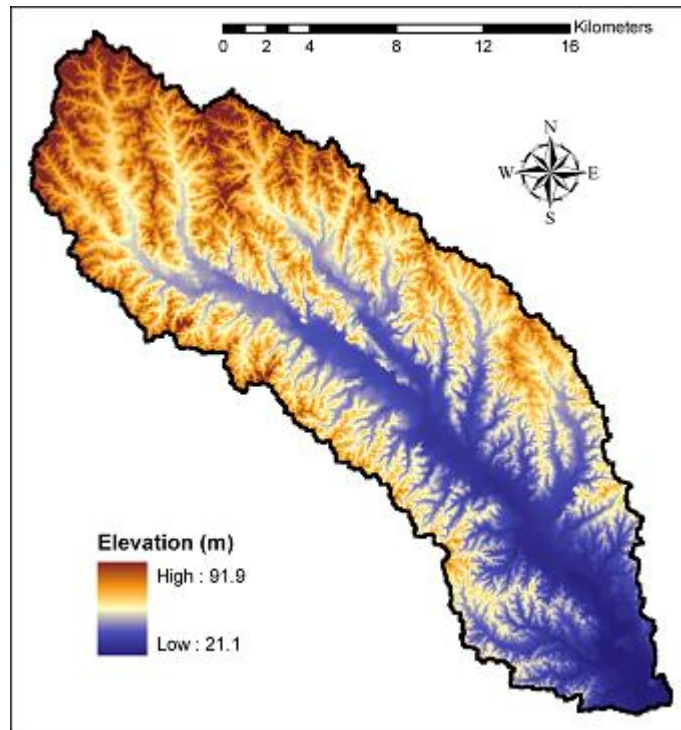 Kilometers
0 2 4 8 12 16
N
W E
S
Elevation (m)
High : 91.9
Low : 21.1